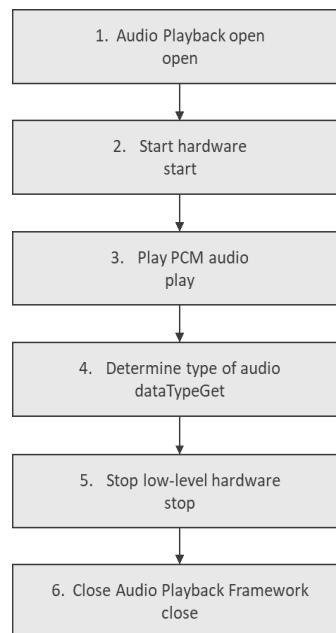 1. Audio Playback open
open
2. Start hardware
start
3. Play PCM audio
play
4. Determine type of audio
dataTypeGet
5. Stop low-level hardware
stop
6. Close Audio Playback Framework
close